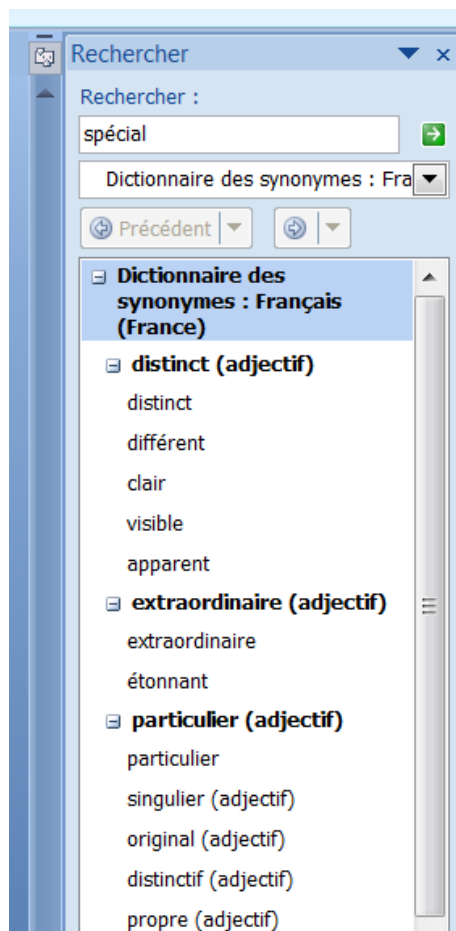 Rechercher
Rechercher :
spécial
Dictionnaire des synonymes : Fra
Précédent
Dictionnaire des
synonymes : Français
(France)
distinct (adjectif)
distinct
différent
clair
visible
apparent
extraordinaire (adjectif)
extraordinaire
étonnant
particulier (adjectif)
particulier
singulier (adjectif)
original (adjectif)
distinctif (adjectif)
propre (adjectif)